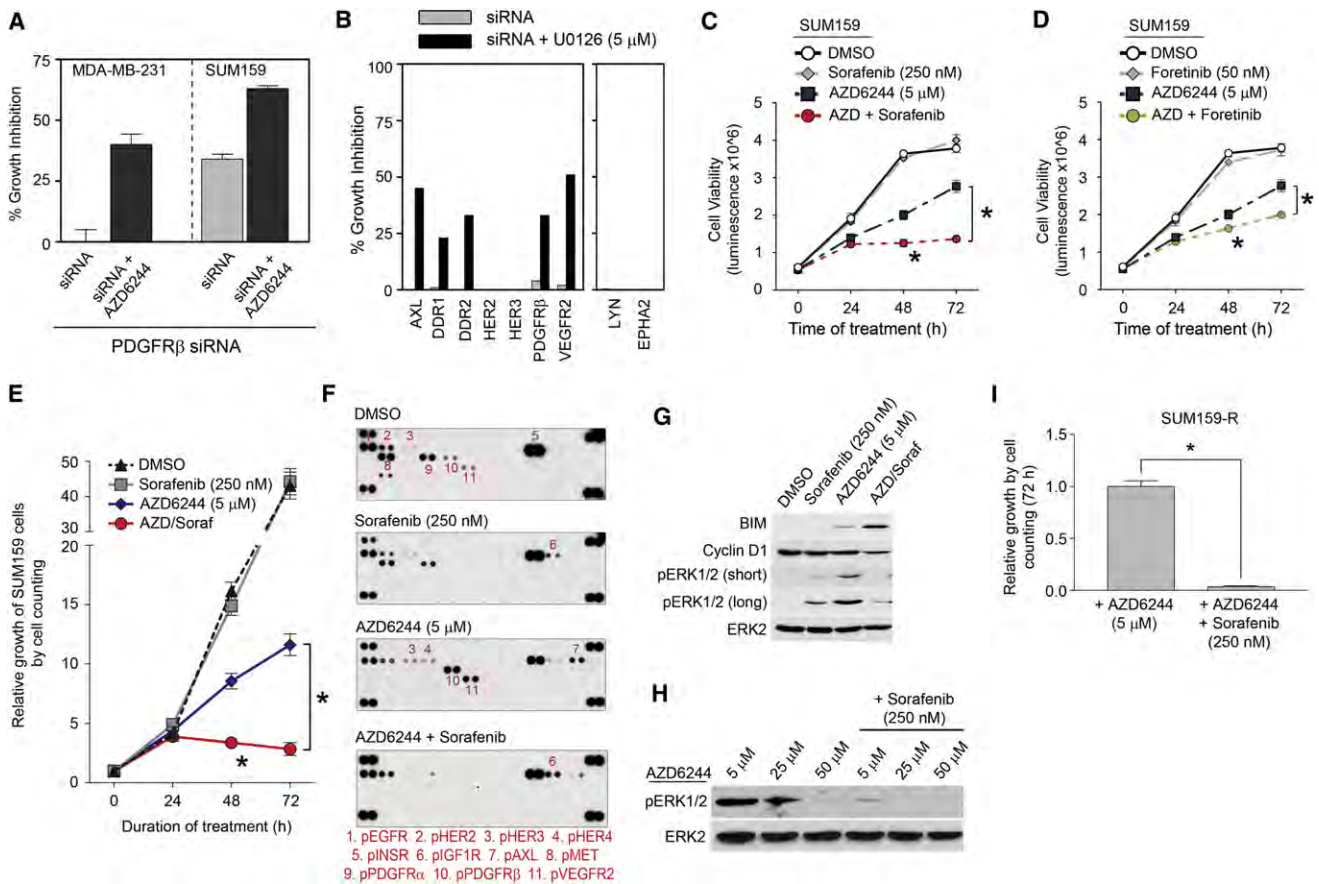 A
MDA-MB-231
SUM159
% Growth Inhibition
75
50
25
0
siRNA
siRNA + AZD6244
siRNA
siRNA + AZD6244
PDGFRβ siRNA
B
siRNA
siRNA + U0126 (5 μM)
% Growth Inhibition
100
50
0
AXL
DDR1
DDR2
HER2
HER3
PDGFRβ
VEGFR2
LYN
EPHA2
C
SUM159
DMSO
Sorafenib (250 nM)
AZD6244 (5 μM)
AZD + Sorafenib
Cell Viability
(luminescence x10^6)
5
4
3
2
1
0
*
*
0 24 48 72
Time of treatment (h)
D
SUM159
DMSO
Foretinib (50 nM)
AZD6244 (5 μM)
AZD + Foretinib
Cell Viability
(luminescence x10^6)
5
4
3
2
1
0
*
*
0 24 48 72
Time of treatment (h)
E
DMSO
Sorafenib (250 nM)
AZD6244 (5 μM)
AZD/Soraf
Relative growth of SUM159 cells
by cell counting
50
40
30
20
15
10
5
0
*
*
0 24 48 72
Duration of treatment (h)
F
DMSO
1 2 3 5
8 9 10 11
Sorafenib (250 nM)
6
AZD6244 (5 μM)
3 4 7
10 11
AZD6244 + Sorafenib
6
1. pEGFR 2. pHER2 3. pHER3 4. pHER4
5. pINSR 6. pIGF1R 7. pAXL 8. pMET
9. pPDGFRα 10. pPDGFRβ 11. pVEGFR2
G
DMSO
Sorafenib (250 nM)
AZD6244 (5 μM)
AZD/Soraf
BIM
Cyclin D1
pERK1/2 (short)
pERK1/2 (long)
ERK2
H
+ Sorafenib
(250 nM)
AZD6244
5 μM
25 μM
50 μM
5 μM
25 μM
50 μM
pERK1/2
ERK2
I
SUM159-R
Relative growth by cell
counting (72 h)
1.0
0.5
0.0
*
+ AZD6244
(5 μM)
+ AZD6244
+ Sorafenib
(250 nM)